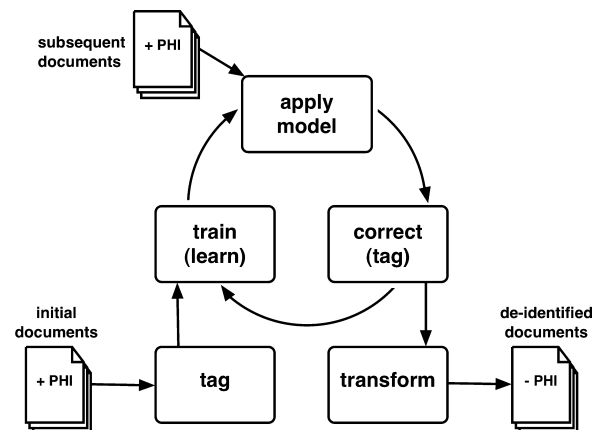 subsequent
documents
+ PHI
apply
model
train
(learn)
correct
(tag)
initial
documents
+ PHI
tag
transform
de-identified
documents
- PHI